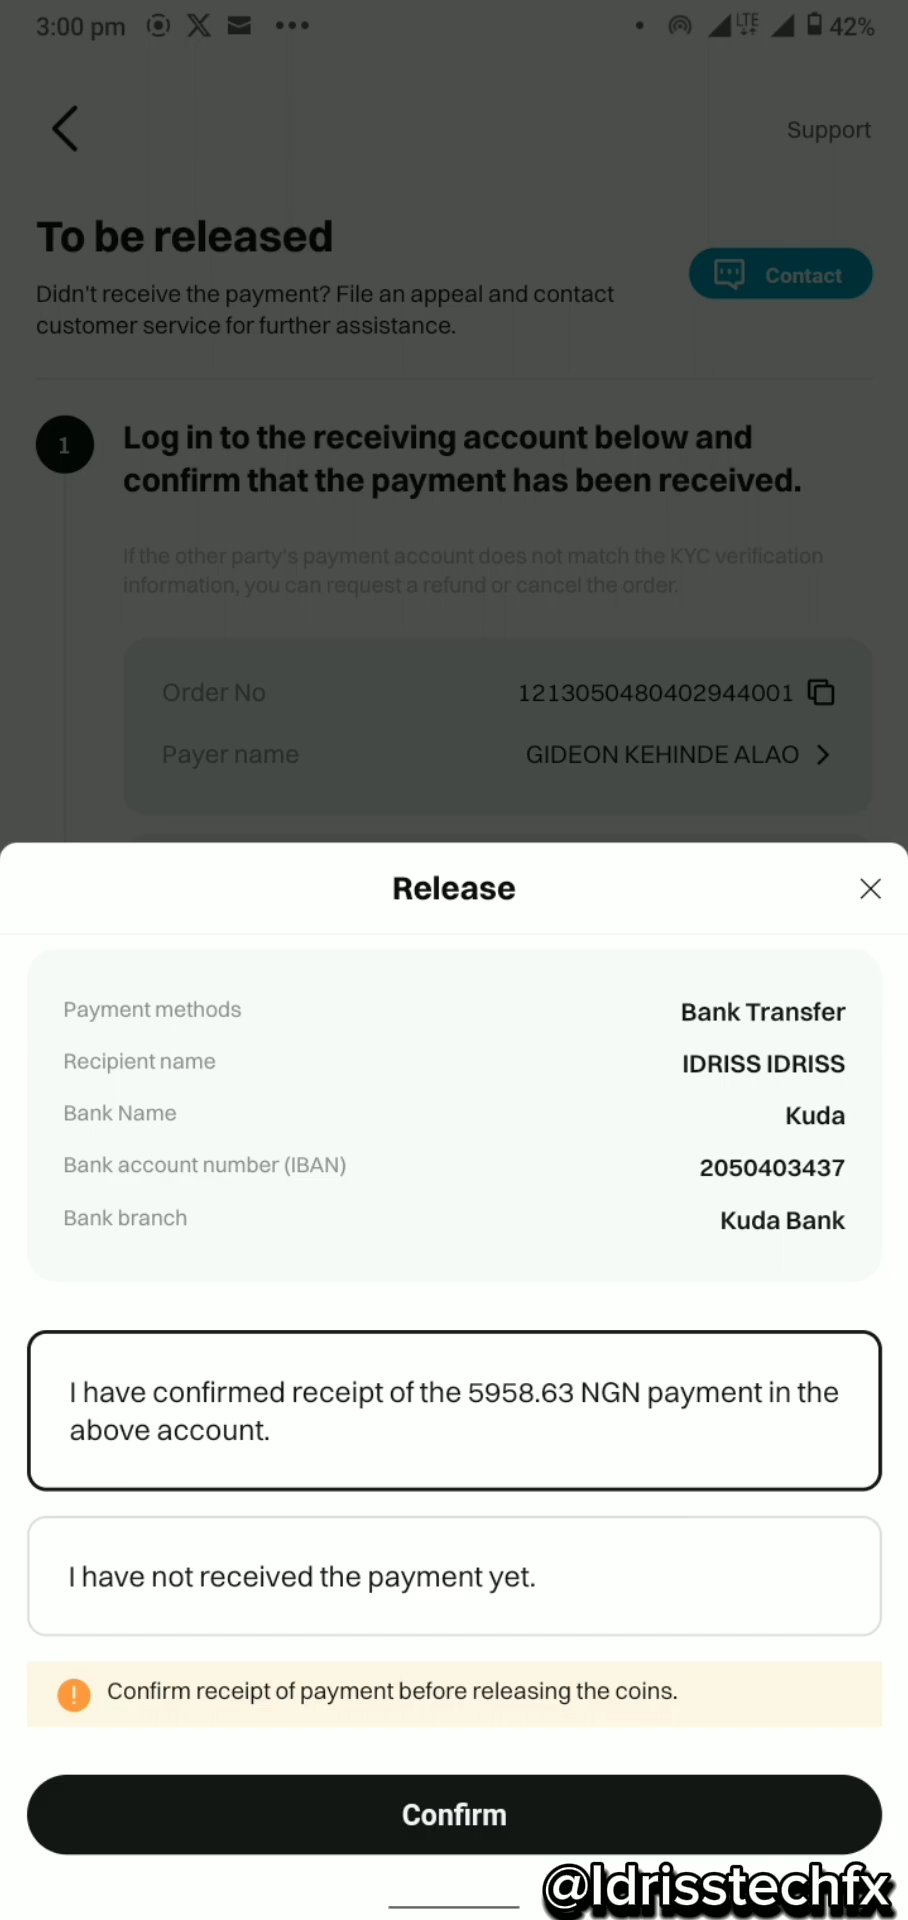 3:00 pm
LTE
42%
Support
To be released
Didn't receive the payment? File an appeal and contact
customer service for further assistance.
Contact
1
Log in to the receiving account below and
confirm that the payment has been received.
If the other party's payment account does not match the KYC verification
information, you can request a refund or cancel the order.
Order No 1213050480402944001
Payer name GIDEON KEHINDE ALAO
Release
Payment methods Bank Transfer
Recipient name IDRISS IDRISS
Bank Name Kuda
Bank account number (IBAN) 2050403437
Bank branch Kuda Bank
I have confirmed receipt of the 5958.63 NGN payment in the
above account.
I have not received the payment yet.
Confirm receipt of payment before releasing the coins.
Confirm
@Idrisstechfx